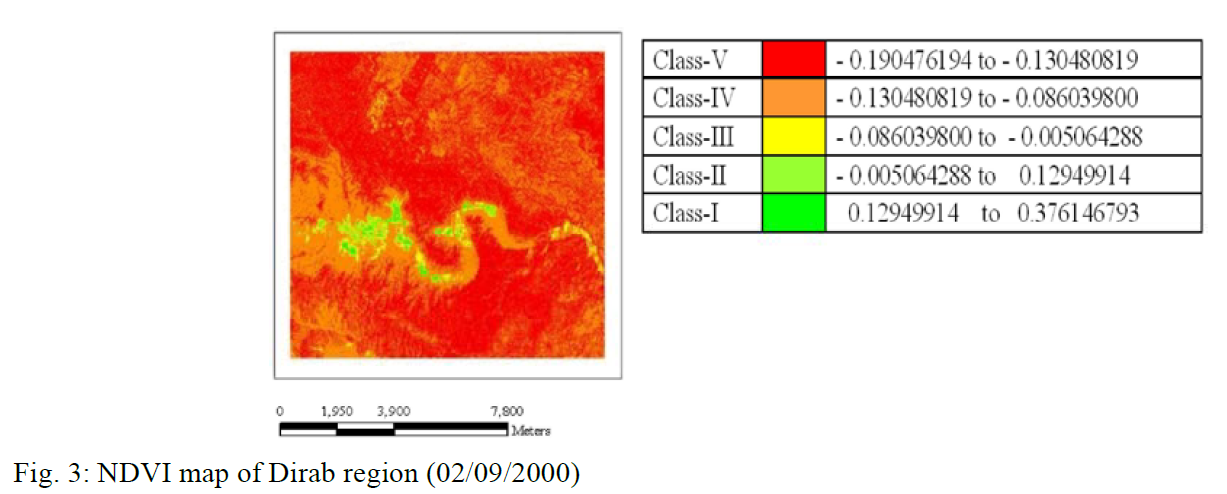 Class-V - 0.190476194 to - 0.130480819
Class-IV - 0.130480819 to - 0.086039800
Class-III - 0.086039800 to - 0.005064288
Class-II - 0.005064288 to 0.12949914
Class-I 0.12949914 to 0.376146793
0 1,950 3,900 7,800
Meters
Fig. 3: NDVI map of Dirab region (02/09/2000)